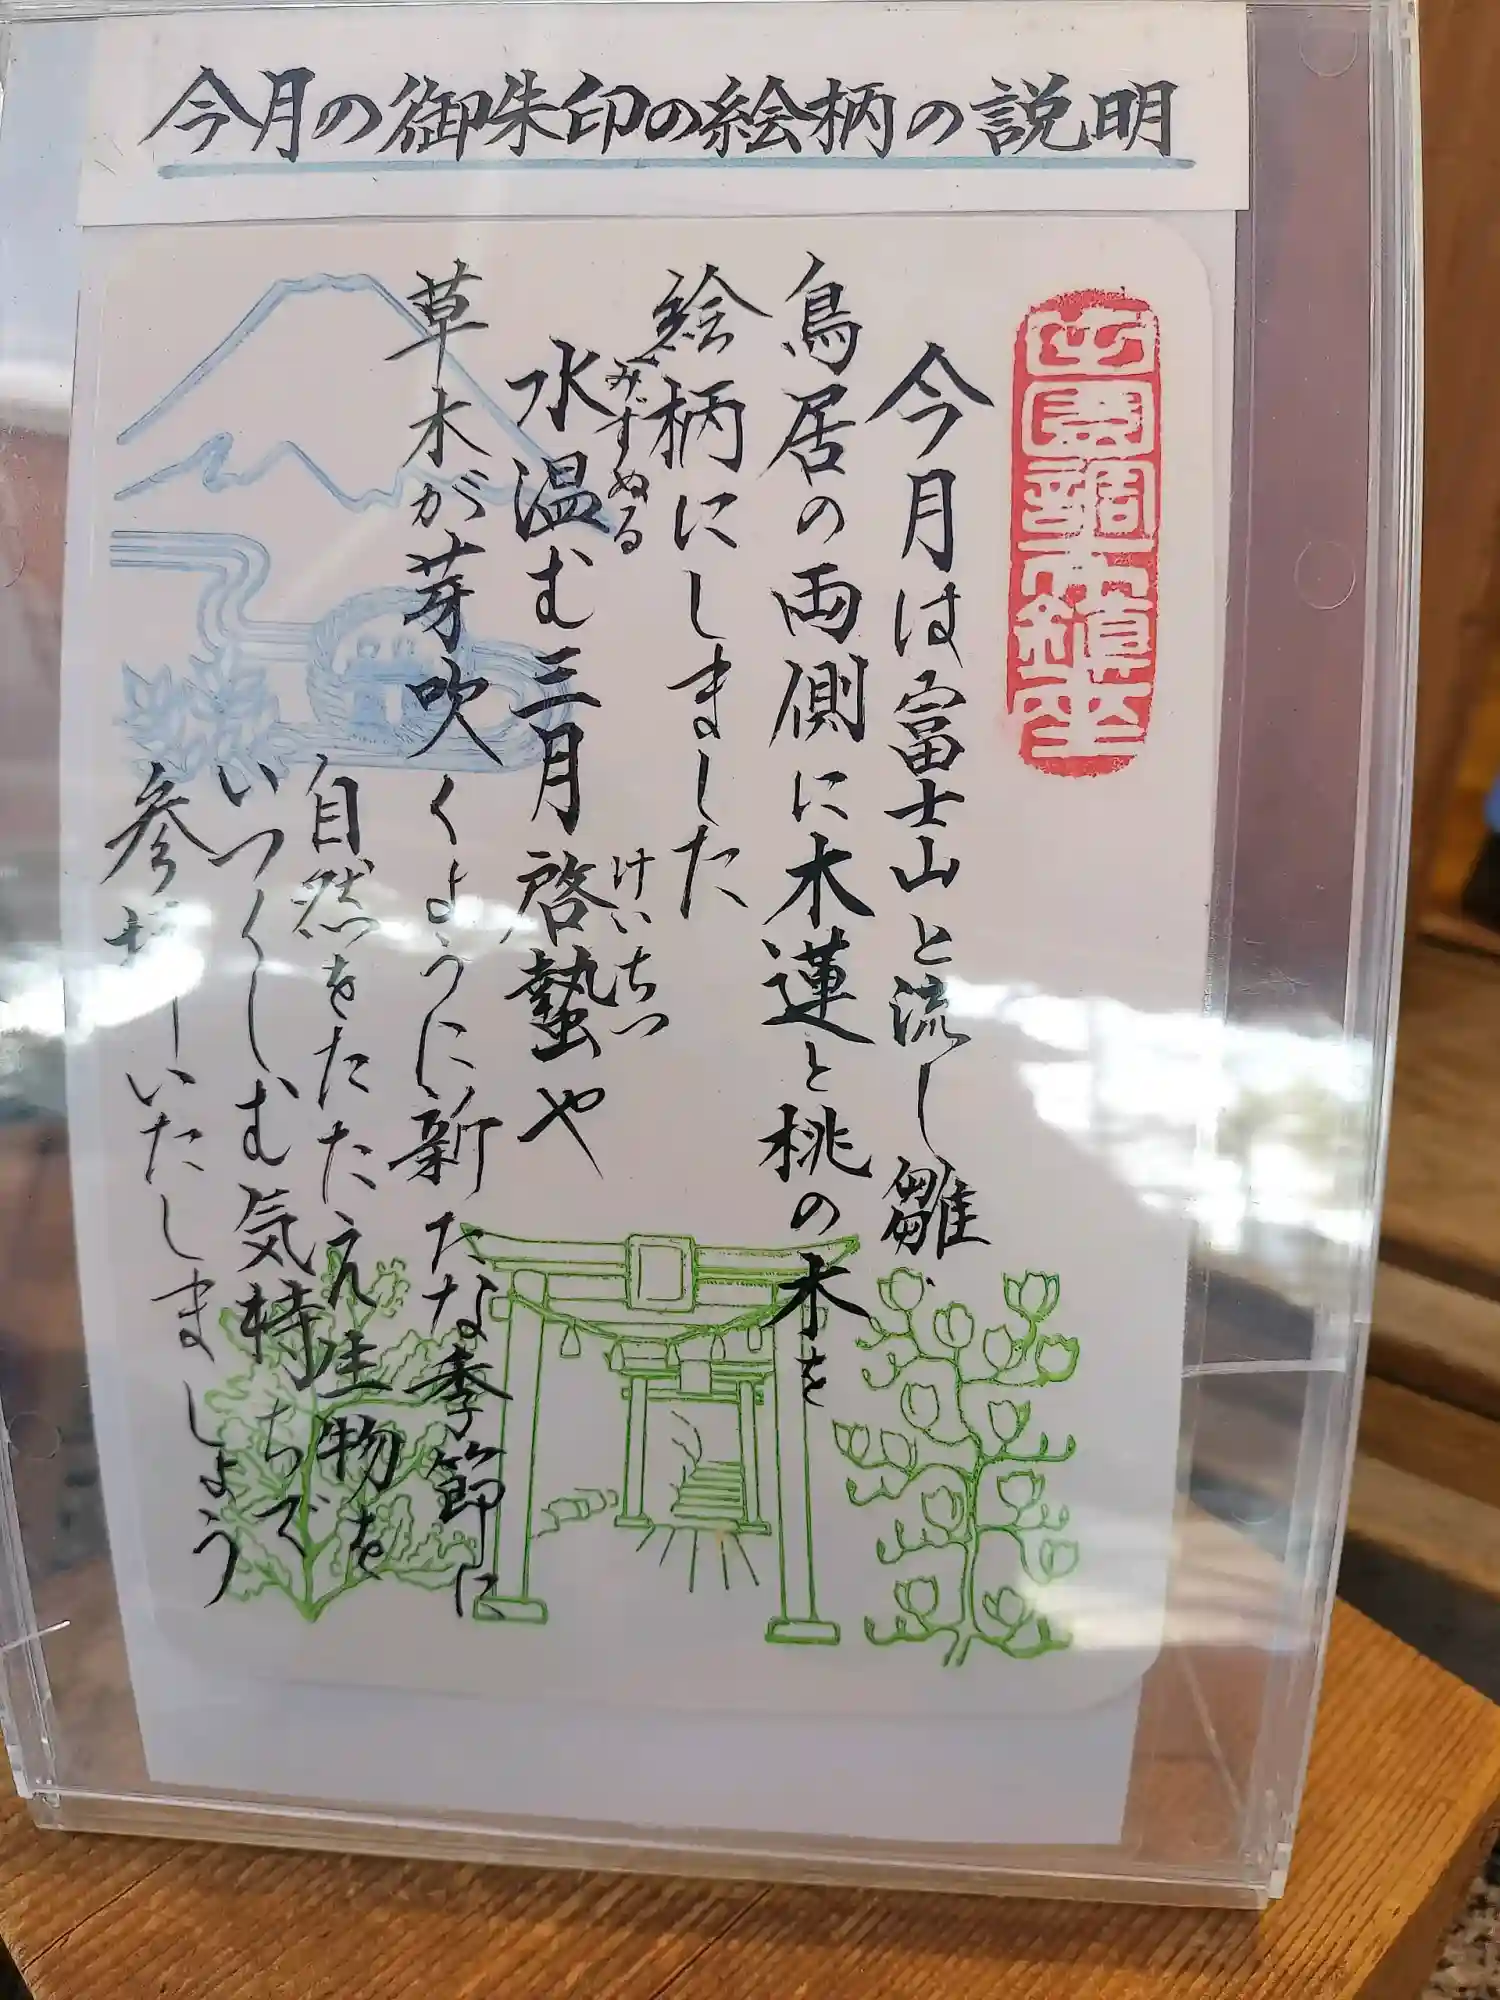 今月の御朱印の絵柄の説明
今月は富士山と流し雛、
鳥居の両側に木蓮と桃の木を
絵柄にしました
みずぬる
水温む三月 啓蟄や
けいちつ
草木が芽吹くように新たな季節に
自然をたたえ生物を
いつくしむ気持ちで
いたしましょう